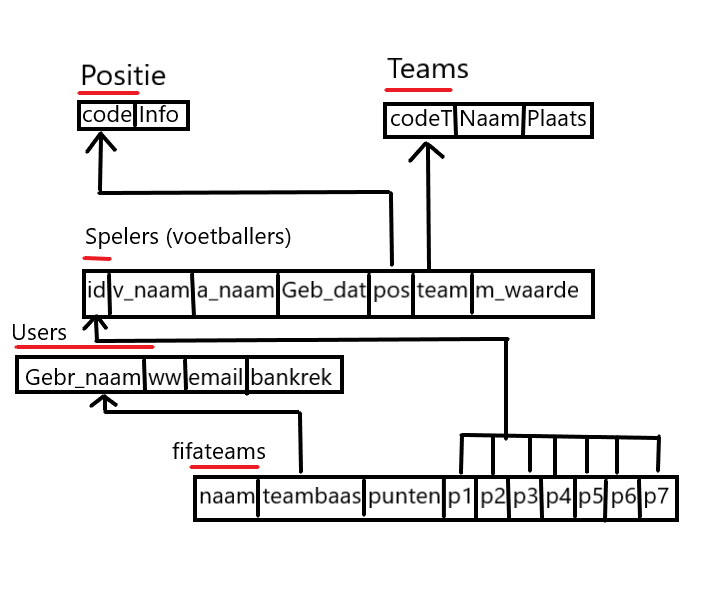 Positie
Teams
code Info
codeT Naam Plaats
Spelers (voetballers)
id v_naam a_naam Geb_dat pos team m_waarde
Users
Gebr_naam ww email bankrek
fifateams
naam teambaas punten p1 p2 p3 p4 p5 p6 p7